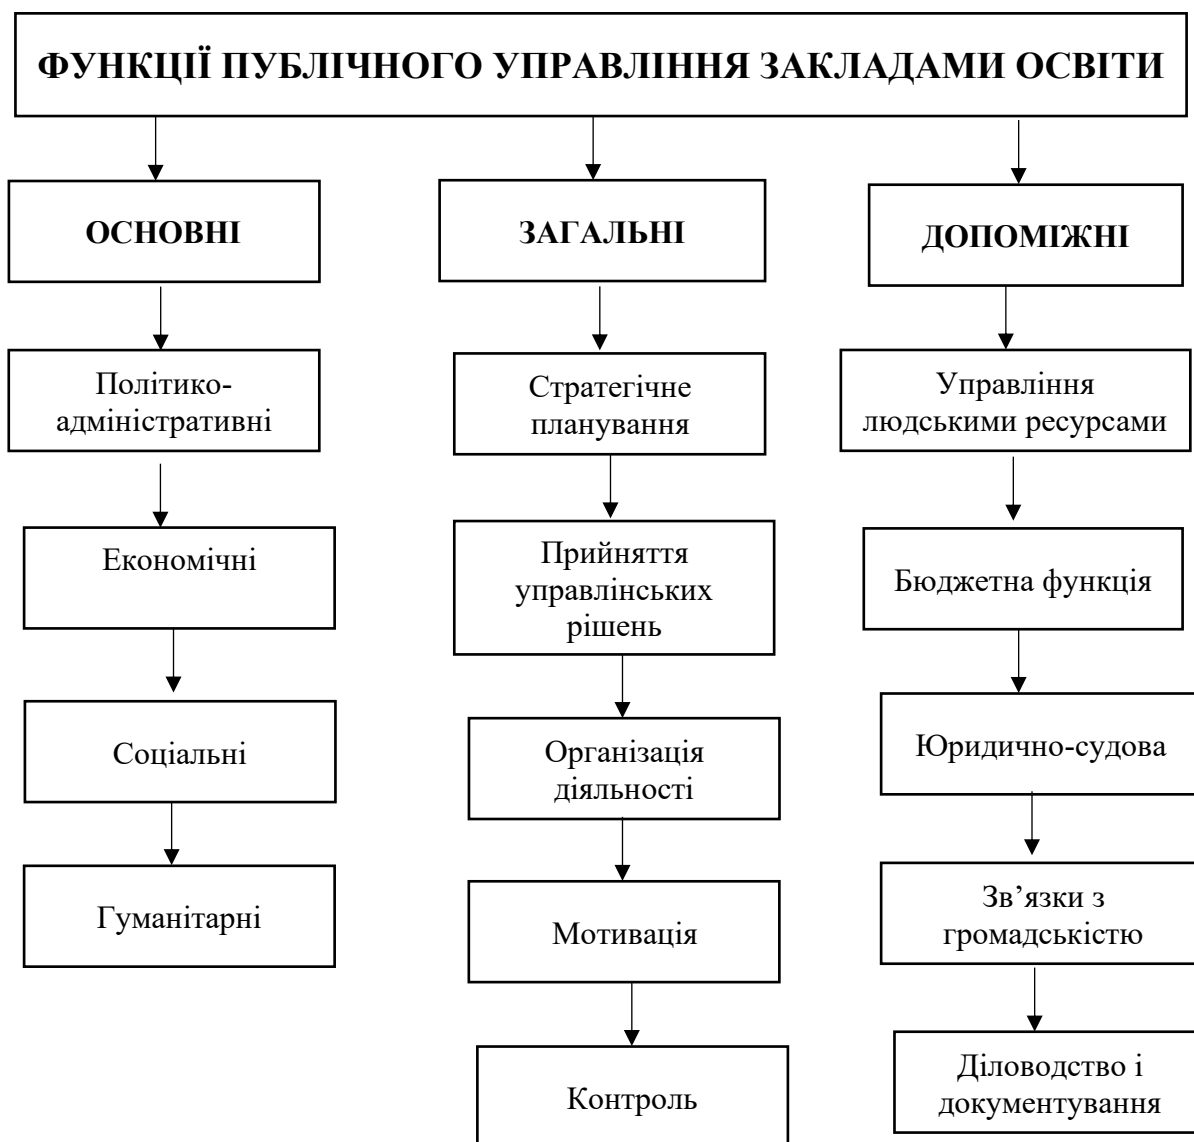 ФУНКЦІЇ ПУБЛІЧНОГО УПРАВЛІННЯ ЗАКЛАДАМИ ОСВІТИ
ОСНОВНІ
ЗАГАЛЬНІ
ДОПОМІЖНІ
Політико-
адміністративні
Стратегічне
планування
Управління
людськими ресурсами
Економічні
Прийняття
управлінських
рішень
Бюджетна функція
Соціальні
Організація
діяльності
Юридично-судова
Гуманітарні
Мотивація
Зв’язки з
громадськістю
Контроль
Діловодство і
документування